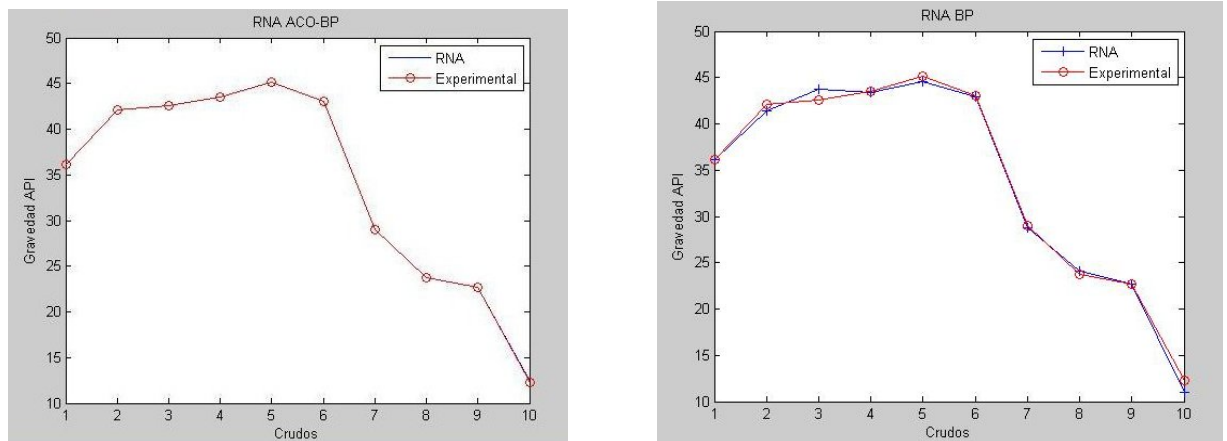 RNA ACO-BP
50
45
40
35
30
25
20
15
10
Gravedad API
RNA
Experimental
1 2 3 4 5 6 7 8 9 10
Crudos
RNA BP
50
45
40
35
30
25
20
15
10
Gravedad API
RNA
Experimental
1 2 3 4 5 6 7 8 9 10
Crudos